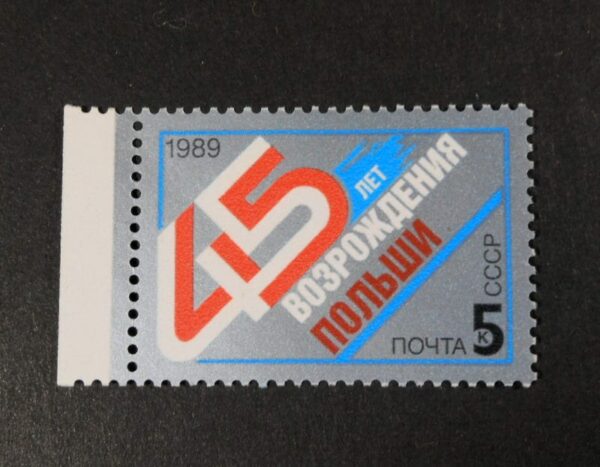 1989
45
ЛЕТ
ВОЗРОЖДЕНИЯ
ПОЛЬШИ
СССР
ПОЧТА 5 К